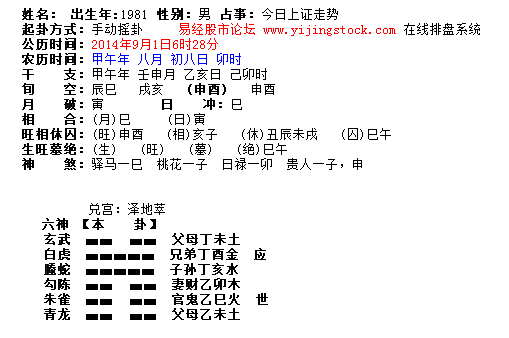 姓名: 出生年:1981 性别: 男 占事: 今日上证走势
起卦方式: 手动摇卦 易经股市论坛 www.yijingstock.com 在线排盘系统
公历时间: 2014年9月1日6时28分
农历时间: 甲午年 八月 初八日 卯时
干 支: 甲午年 壬申月 乙亥日 己卯时
旬 空: 辰巳 戌亥 (申酉) 申酉
月 破: 寅 日 冲: 巳
相 合: (月)巳 (日)寅
旺相休囚: (旺)申酉 (相)亥子 (休)丑辰未戌 (囚)巳午
生旺墓绝: (生) (旺) (墓) (绝)巳午
神 煞: 驿马—巳 桃花—子 日禄—卯 贵人—子, 申
兑宫: 泽地萃
六神 【本 卦】
玄武 父母丁未土
白虎 兄弟丁酉金 应
螣蛇 子孙丁亥水
勾陈 妻财乙卯木
朱雀 官鬼乙巳火 世
青龙 父母乙未土